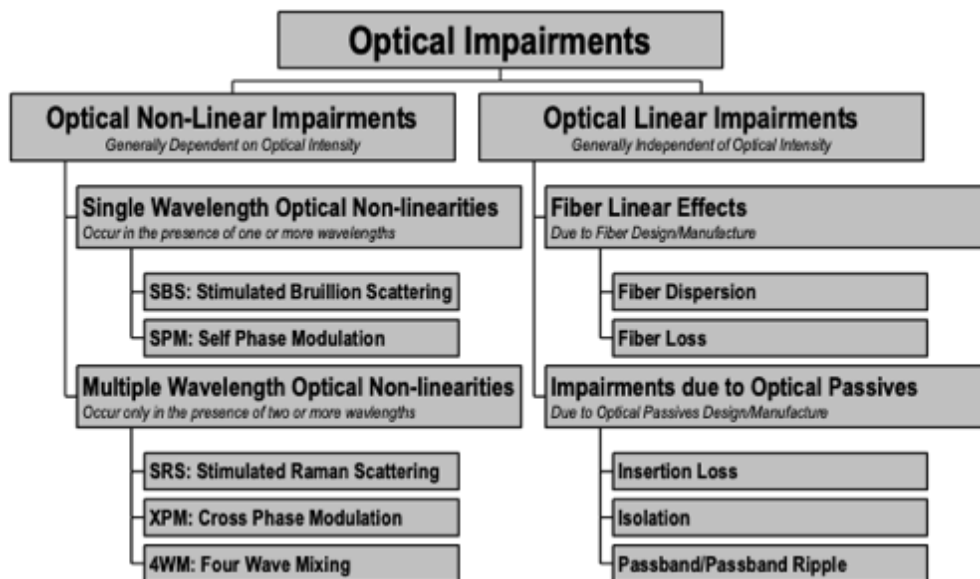 Optical Impairments
Optical Non-Linear Impairments
Generally Dependent on Optical Intensity
Single Wavelength Optical Non-linearities
Occur in the presence of one or more wavelengths
SBS: Stimulated Bruillion Scattering
SPM: Self Phase Modulation
Multiple Wavelength Optical Non-linearities
Occur only in the presence of two or more wavlengths
SRS: Stimulated Raman Scattering
XPM: Cross Phase Modulation
4WM: Four Wave Mixing
Optical Linear Impairments
Generally Independent of Optical Intensity
Fiber Linear Effects
Due to Fiber Design/Manufacture
Fiber Dispersion
Fiber Loss
Impairments due to Optical Passives
Due to Optical Passives Design/Manufacture
Insertion Loss
Isolation
Passband/Passband Ripple